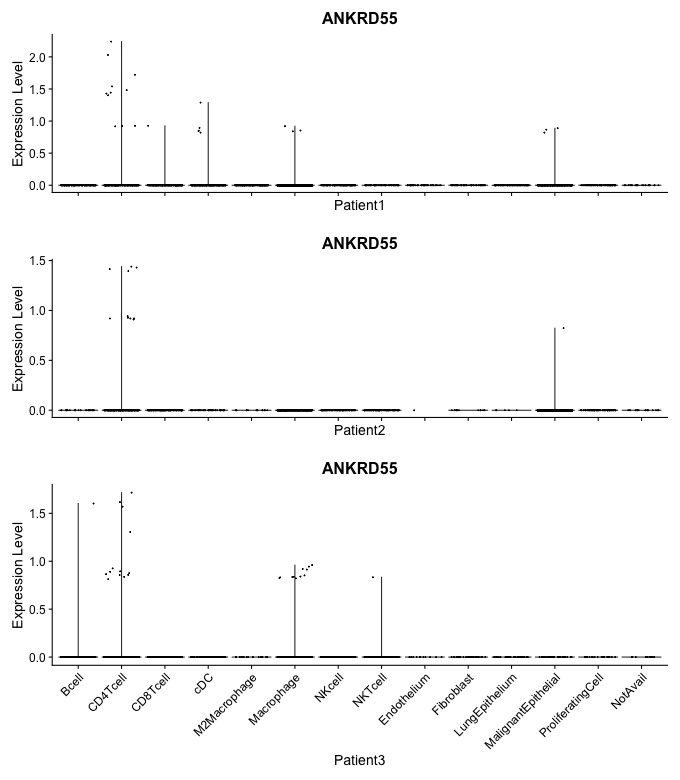 ANKRD55
Expression Level
2.0
1.5
1.0
0.5
0.0
Patient1
ANKRD55
Expression Level
1.5
1.0
0.5
0.0
Patient2
ANKRD55
Expression Level
1.5
1.0
0.5
0.0
Bcell
CD4Tcell
CD8Tcell
cDC
M2Macrophage
Macrophage
NKcell
NKTcell
Endothelium
Fibroblast
LungEpithelium
MalignantEpithelial
ProliferatingCell
NotAvail
Patient3